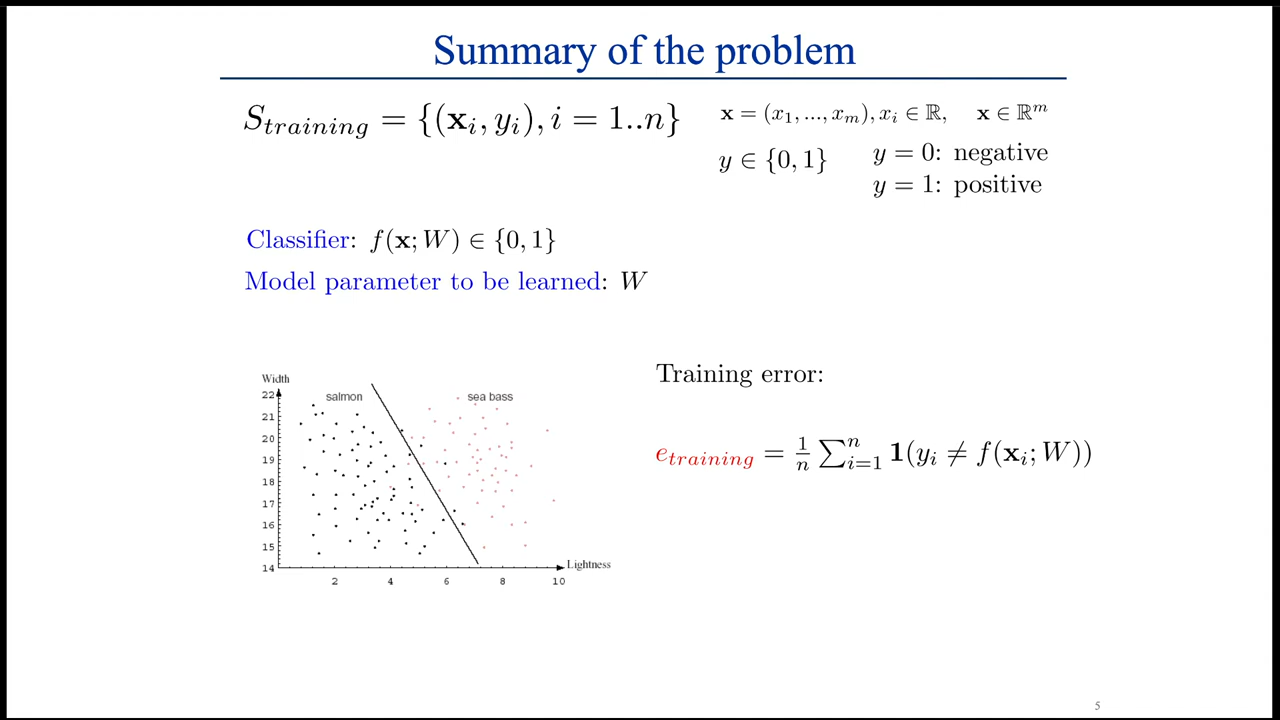 Summary of the problem
S_{training} = {(𝐱_i, y_i), i = 1..n}
𝐱 = (x_1, ..., x_m), x_i ∈ ℝ, 𝐱 ∈ ℝ^m
y ∈ {0, 1}
y = 0: negative
y = 1: positive
Classifier: f(𝐱; W) ∈ {0, 1}
Model parameter to be learned: W
Training error:
e_{training} = \frac{1}{n} ∑_{i=1}^{n} 𝟏(y_i ≠ f(𝐱_i; W))
Width
salmon
sea bass
22
21
20
19
18
17
16
15
14
2 4 6 8 10
Lightness
5